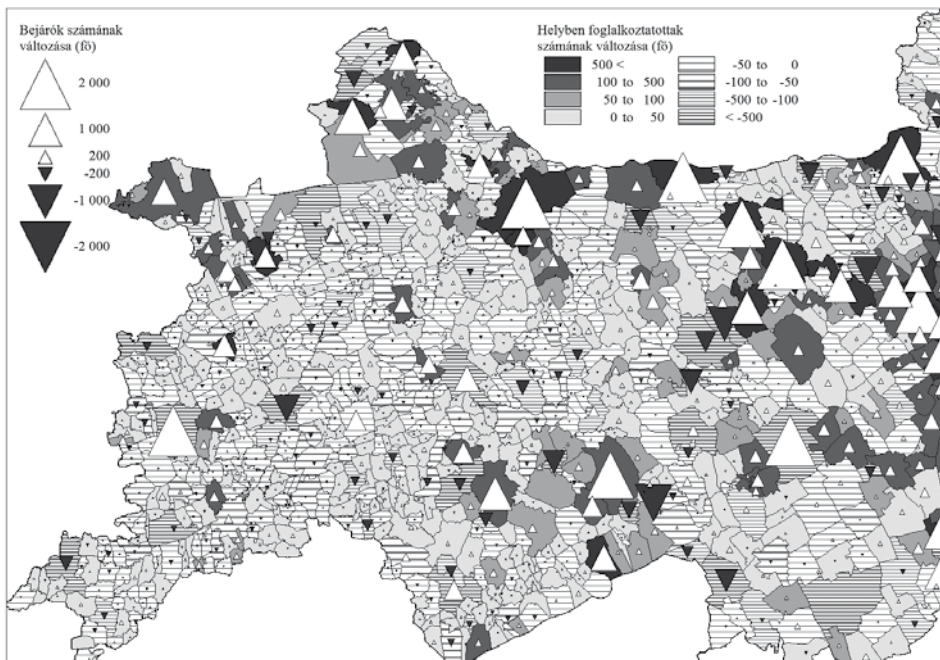 Bejárók számának
változása (fő)
2 000
1 000
200
-200
-1 000
-2 000
Helyben foglalkoztatottak
számának változása (fő)
500 <
100 to 500
50 to 100
0 to 50
-50 to 0
-100 to -50
-500 to -100
< -500